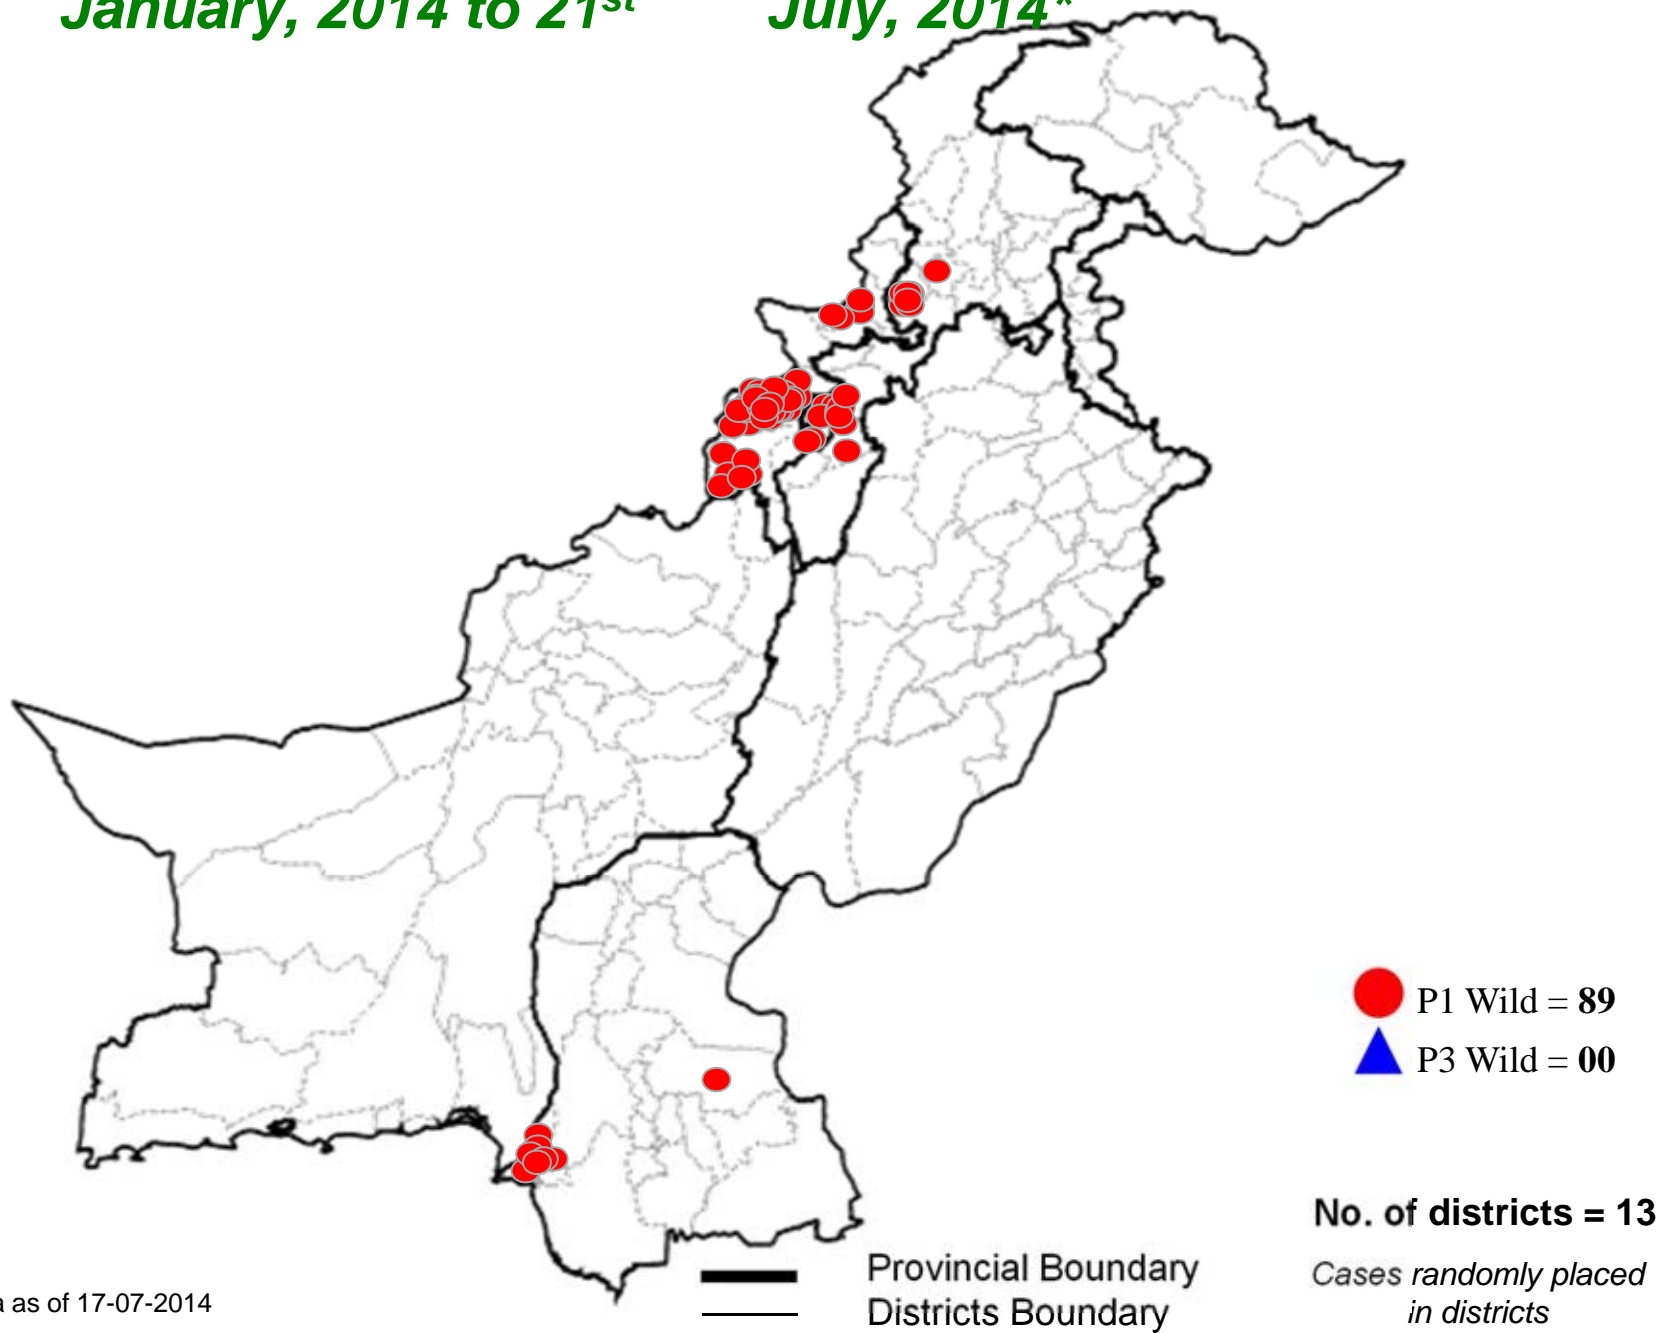 January, 2014 to 21st July, 2014*
P1 Wild = 89
P3 Wild = 00
No. of districts = 13
Cases randomly placed
in districts
Provincial Boundary
Districts Boundary
as of 17-07-2014